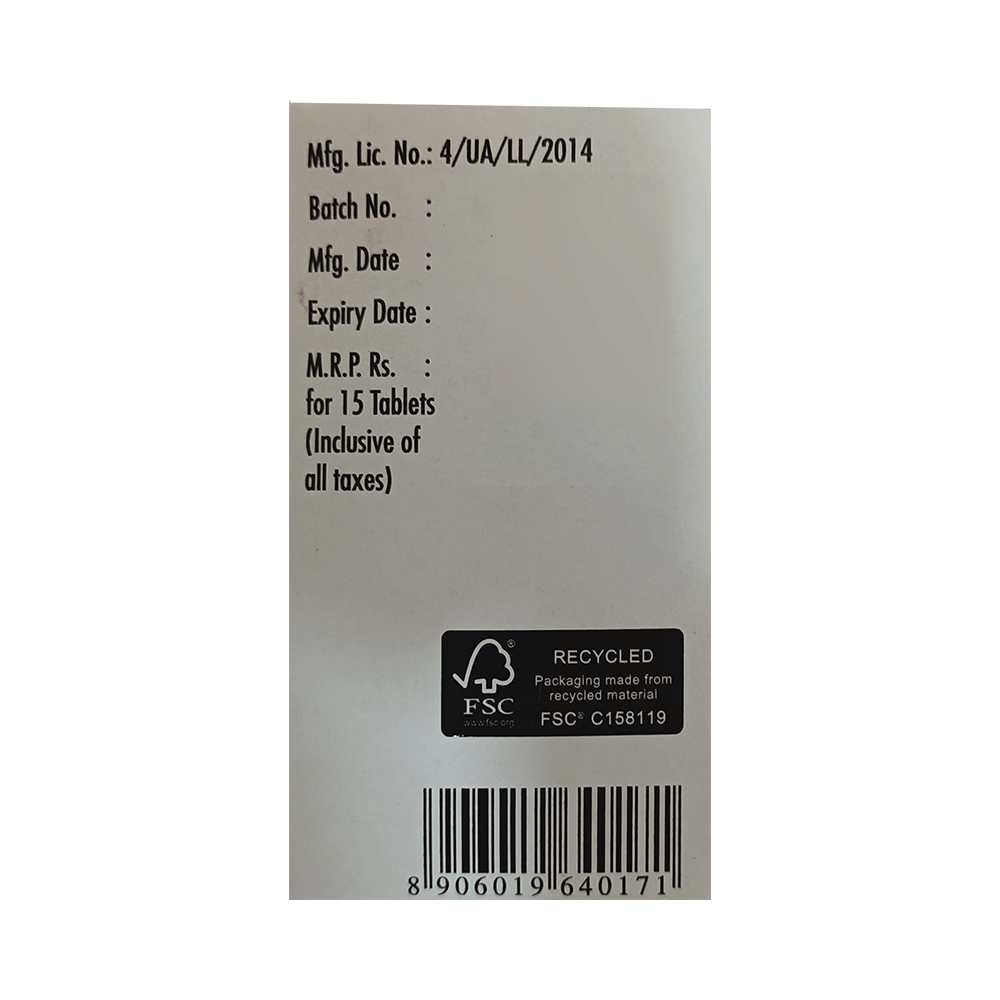 Mfg. Lic. No.: 4/UA/LL/2014
Batch No. :
Mfg. Date :
Expiry Date :
M.R.P. Rs. :
for 15 Tablets
(Inclusive of
all taxes)
FSC®
www.fsc.org
RECYCLED
Packaging made from
recycled material
FSC® C158119
8 906019 640171